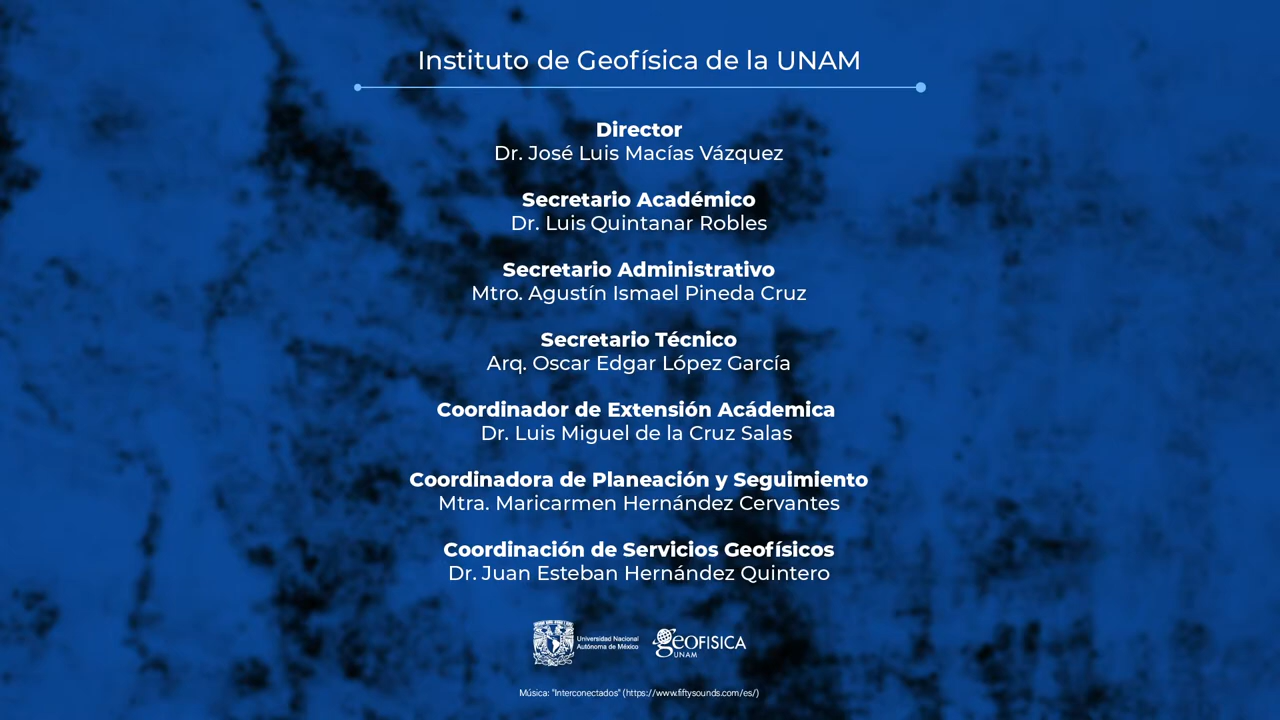 Instituto de Geofísica de la UNAM
Director
Dr. José Luis Macías Vázquez
Secretario Académico
Dr. Luis Quintanar Robles
Secretario Administrativo
Mtro. Agustín Ismael Pineda Cruz
Secretario Técnico
Arq. Oscar Edgar López García
Coordinador de Extensión Acádemica
Dr. Luis Miguel de la Cruz Salas
Coordinadora de Planeación y Seguimiento
Mtra. Maricarmen Hernández Cervantes
Coordinación de Servicios Geofísicos
Dr. Juan Esteban Hernández Quintero
Universidad Nacional
Autónoma de México
GEOFISICA
UNAM
Música: "Interconectados" (https://www.fiftysounds.com/es/)